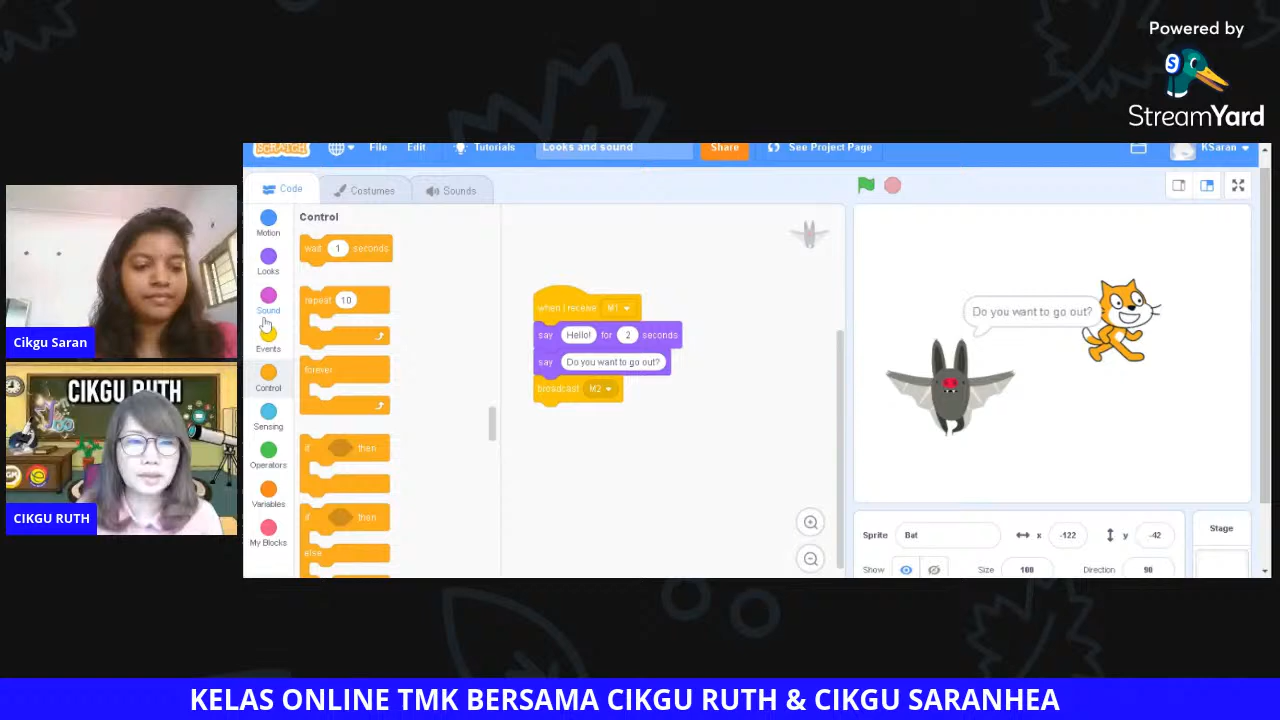 Powered by
StreamYard
SCRATCH
File
Edit
Tutorials
Looks and sound
Share
See Project Page
KSaran
Code
Costumes
Sounds
Motion
Looks
Sound
Events
Control
Sensing
Operators
Variables
My Blocks
Control
wait 1 seconds
repeat 10
forever
if then
if then
else
when I receive M1
say Hello! for 2 seconds
say Do you want to go out?
broadcast M2
Do you want to go out?
Sprite Bat x -122 y -42
Show Size 100 Direction 90
Stage
Cikgu Saran
CIKGU RUTH
CIKGU RUTH
KELAS ONLINE TMK BERSAMA CIKGU RUTH & CIKGU SARANHEA